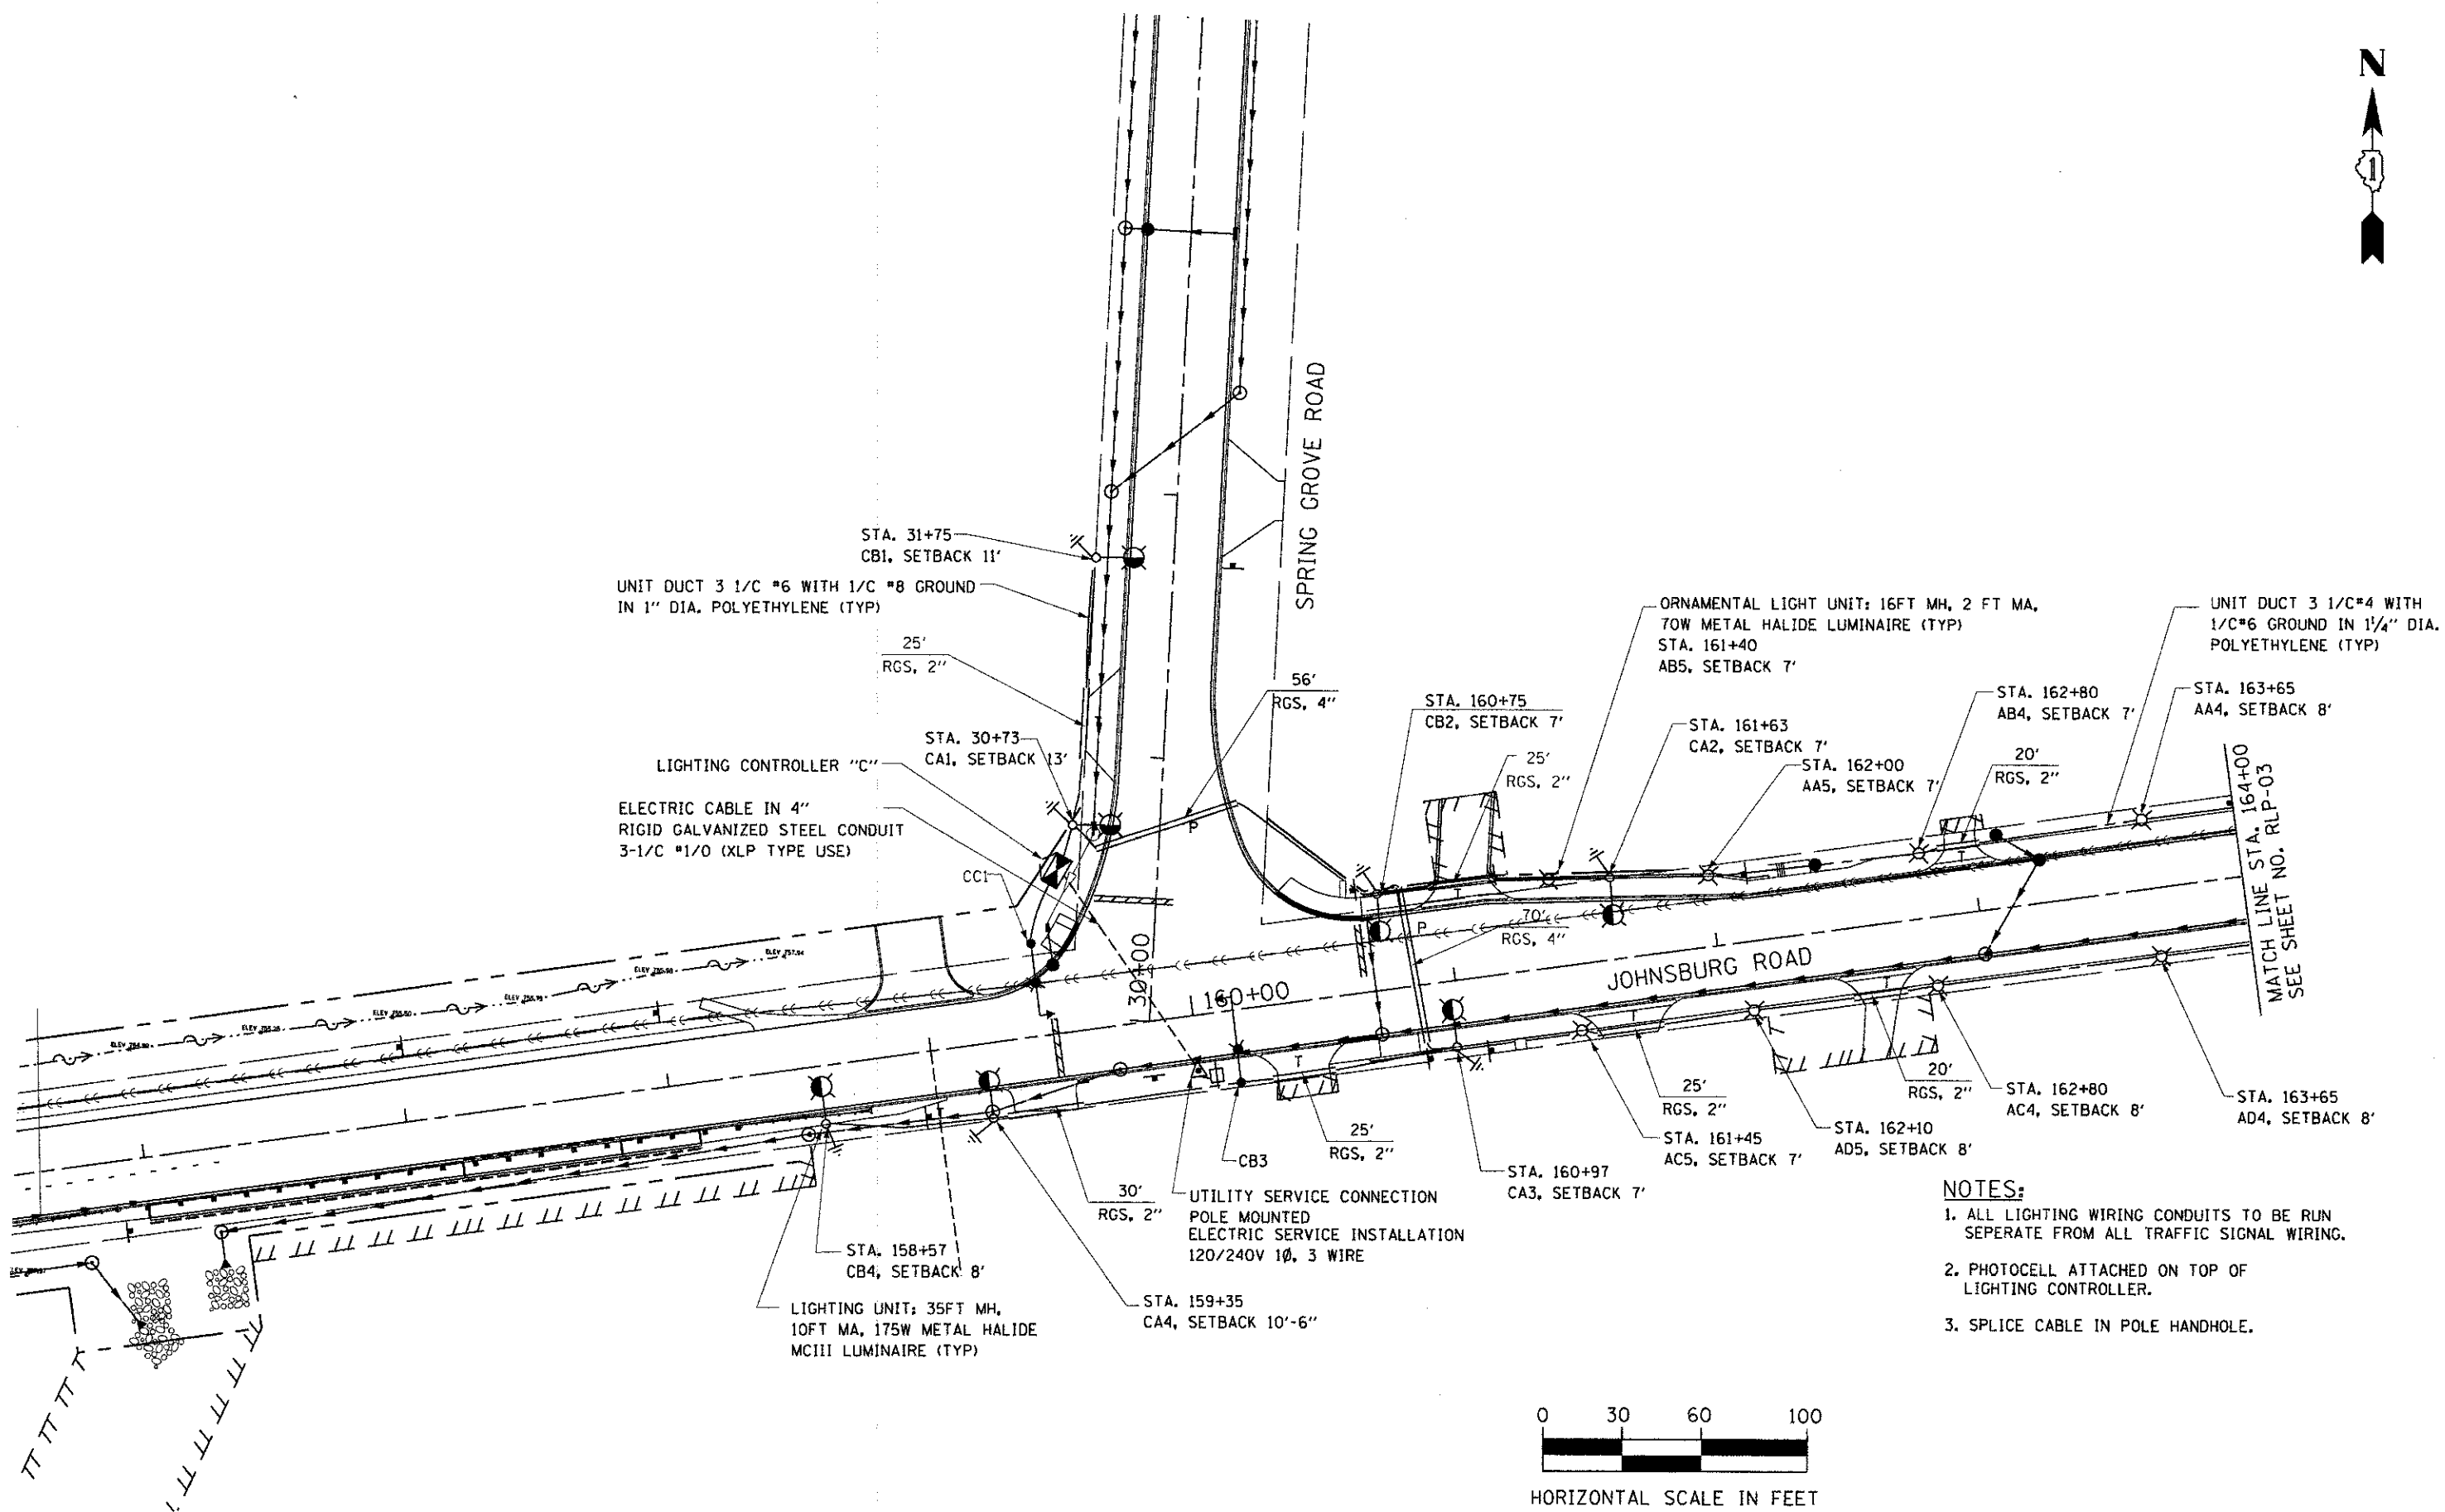 N
1
SPRING GROVE ROAD
STA. 31+75
CB1, SETBACK 11'
UNIT DUCT 3 1/C #6 WITH 1/C #8 GROUND
IN 1" DIA. POLYETHYLENE (TYP)
25'
RGS, 2"
56'
RGS, 4"
STA. 30+73
CA1, SETBACK 13'
LIGHTING CONTROLLER "C"
ELECTRIC CABLE IN 4"
RIGID GALVANIZED STEEL CONDUIT
3-1/C #1/0 (XLP TYPE USE)
CC1
ORNAMENTAL LIGHT UNIT: 16FT MH, 2 FT MA,
70W METAL HALIDE LUMINAIRE (TYP)
STA. 161+40
AB5, SETBACK 7'
UNIT DUCT 3 1/C#4 WITH
1/C#6 GROUND IN 1 1/4" DIA.
POLYETHYLENE (TYP)
STA. 160+75
CB2, SETBACK 7'
25'
RGS, 2"
STA. 161+63
CA2, SETBACK 7'
STA. 162+00
AA5, SETBACK 7'
STA. 162+80
AB4, SETBACK 7'
20'
RGS, 2"
STA. 163+65
AA4, SETBACK 8'
MATCH LINE STA. 164+00
SEE SHEET NO. RLP-03
P
P
T
T
T
T
T
T
70'
RGS, 4"
JOHNSBURG ROAD
30+00
160+00
ELEV 757.04
CB3
25'
RGS, 2"
30'
RGS, 2"
UTILITY SERVICE CONNECTION
POLE MOUNTED
ELECTRIC SERVICE INSTALLATION
120/240V 1Ø, 3 WIRE
STA. 160+97
CA3, SETBACK 7'
25'
RGS, 2"
STA. 161+45
AC5, SETBACK 7'
STA. 162+10
AD5, SETBACK 8'
20'
RGS, 2"
STA. 162+80
AC4, SETBACK 8'
STA. 163+65
AD4, SETBACK 8'
STA. 158+57
CB4, SETBACK 8'
LIGHTING UNIT: 35FT MH,
10FT MA, 175W METAL HALIDE
MCIII LUMINAIRE (TYP)
STA. 159+35
CA4, SETBACK 10'-6"
NOTES:
1. ALL LIGHTING WIRING CONDUITS TO BE RUN
SEPERATE FROM ALL TRAFFIC SIGNAL WIRING.
2. PHOTOCELL ATTACHED ON TOP OF
LIGHTING CONTROLLER.
3. SPLICE CABLE IN POLE HANDHOLE.
0 30 60 100
HORIZONTAL SCALE IN FEET